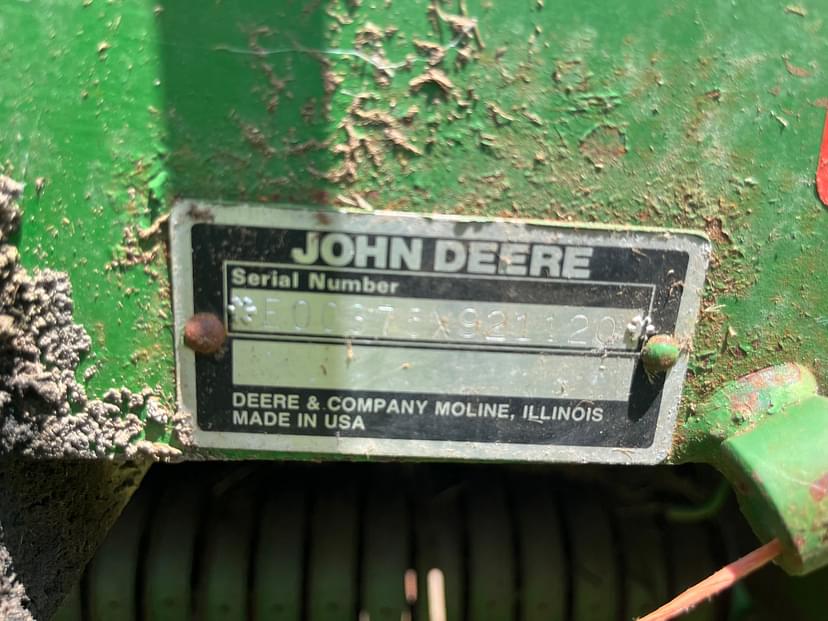 JOHN DEERE
Serial Number
DEERE & COMPANY MOLINE, ILLINOIS
MADE IN USA